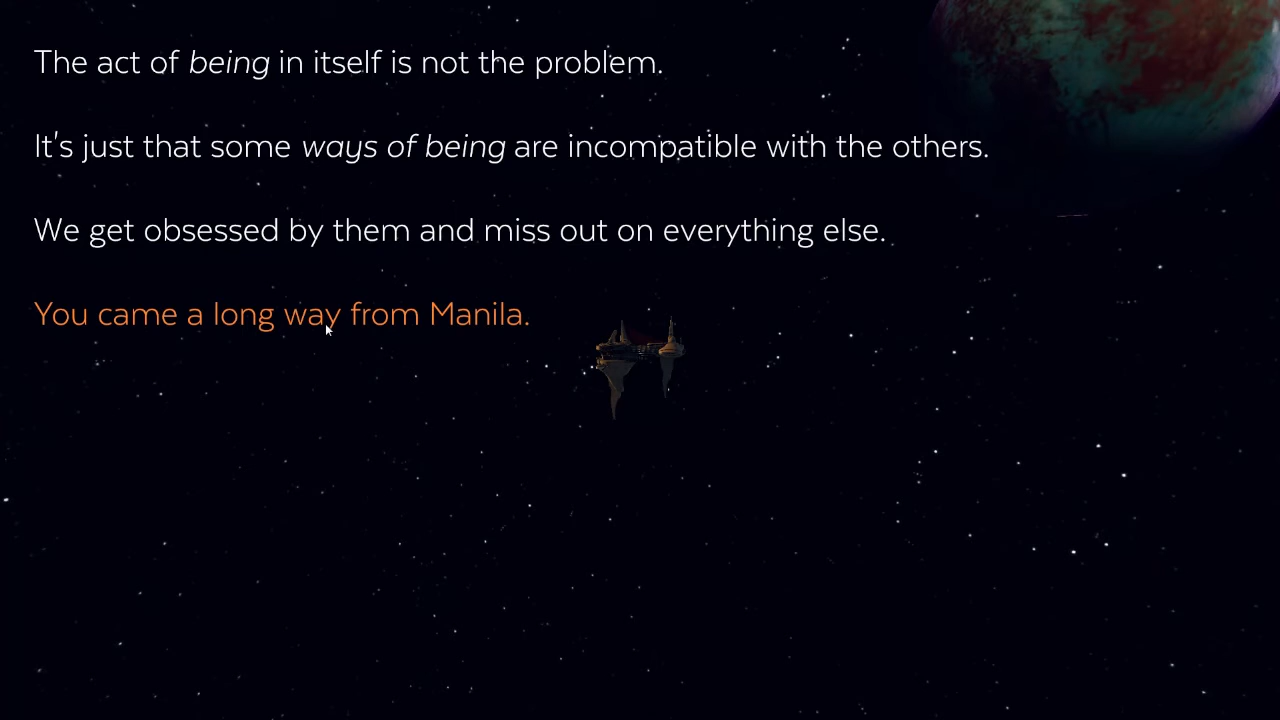 The act of being in itself is not the problem.
It's just that some ways of being are incompatible with the others.
We get obsessed by them and miss out on everything else.
You came a long way from Manila.